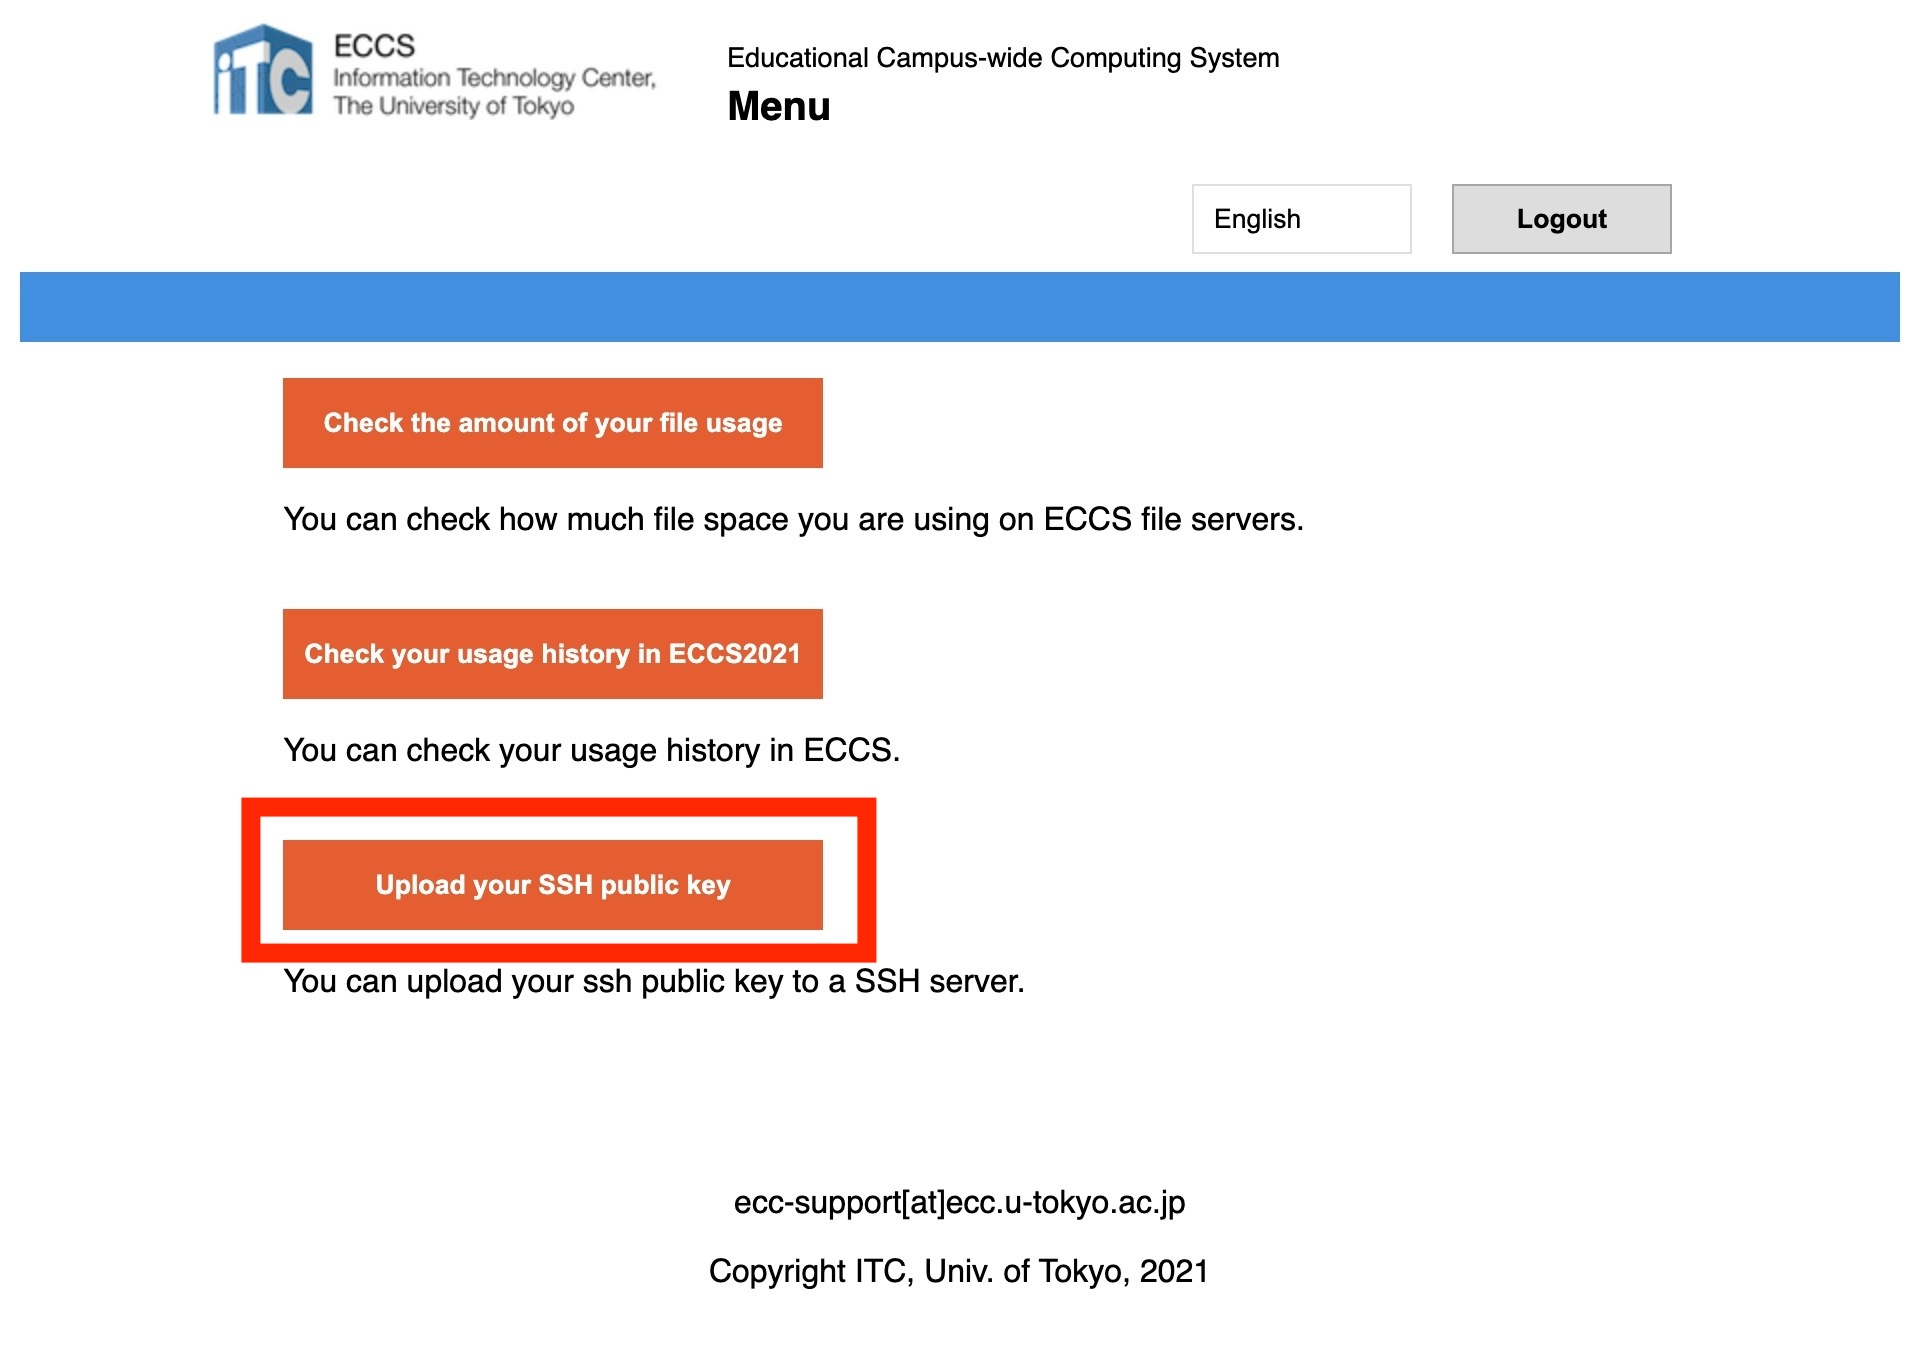 iTC
ECCS
Information Technology Center,
The University of Tokyo
Educational Campus-wide Computing System
Menu
English
Logout
Check the amount of your file usage
You can check how much file space you are using on ECCS file servers.
Check your usage history in ECCS2021
You can check your usage history in ECCS.
Upload your SSH public key
You can upload your ssh public key to a SSH server.
ecc-support[at]ecc.u-tokyo.ac.jp
Copyright ITC, Univ. of Tokyo, 2021